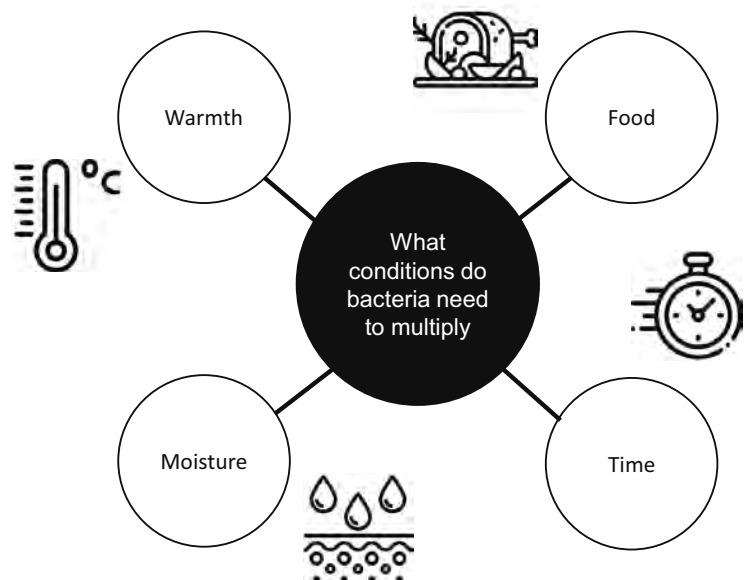 °C
Warmth
Food
What
conditions do
bacteria need
to multiply
Moisture
Time